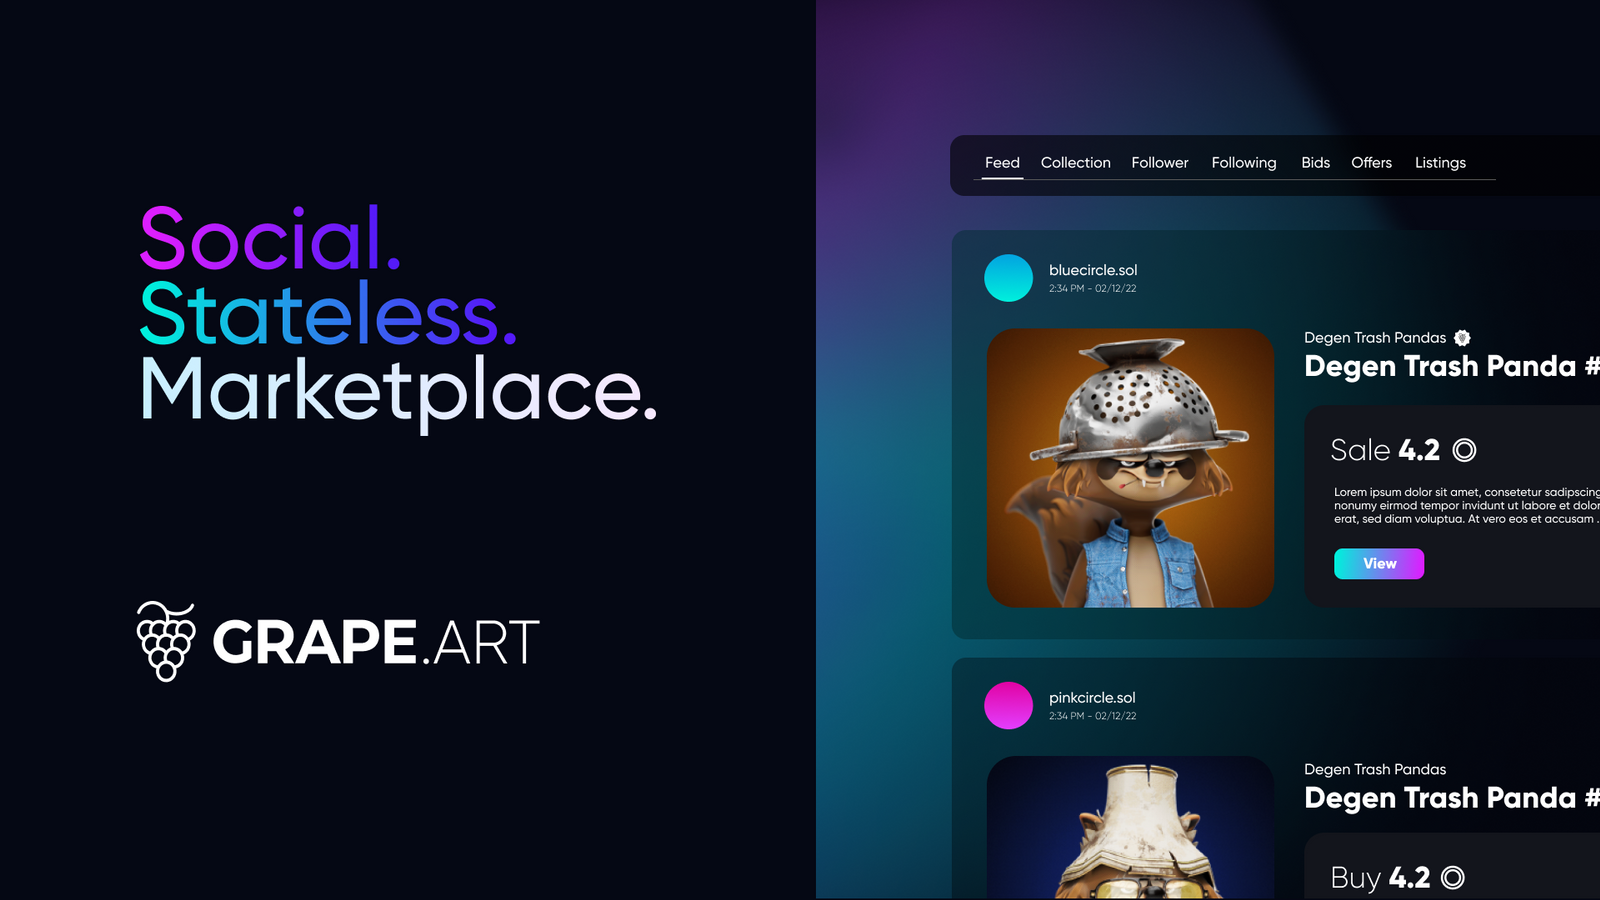 Social.
Stateless.
Marketplace.
GRAPE.ART
Feed Collection Follower Following Bids Offers Listings
bluecircle.sol
2:34 PM - 02/12/22
Degen Trash Pandas
Degen Trash Panda #
Sale 4.2
Lorem ipsum dolor sit amet, consetetur sadipscing
nonumy eirmod tempor invidunt ut labore et dolor
erat, sed diam voluptua. At vero eos et accusam .
View
pinkcircle.sol
2:34 PM - 02/12/22
Degen Trash Pandas
Degen Trash Panda #
Buy 4.2